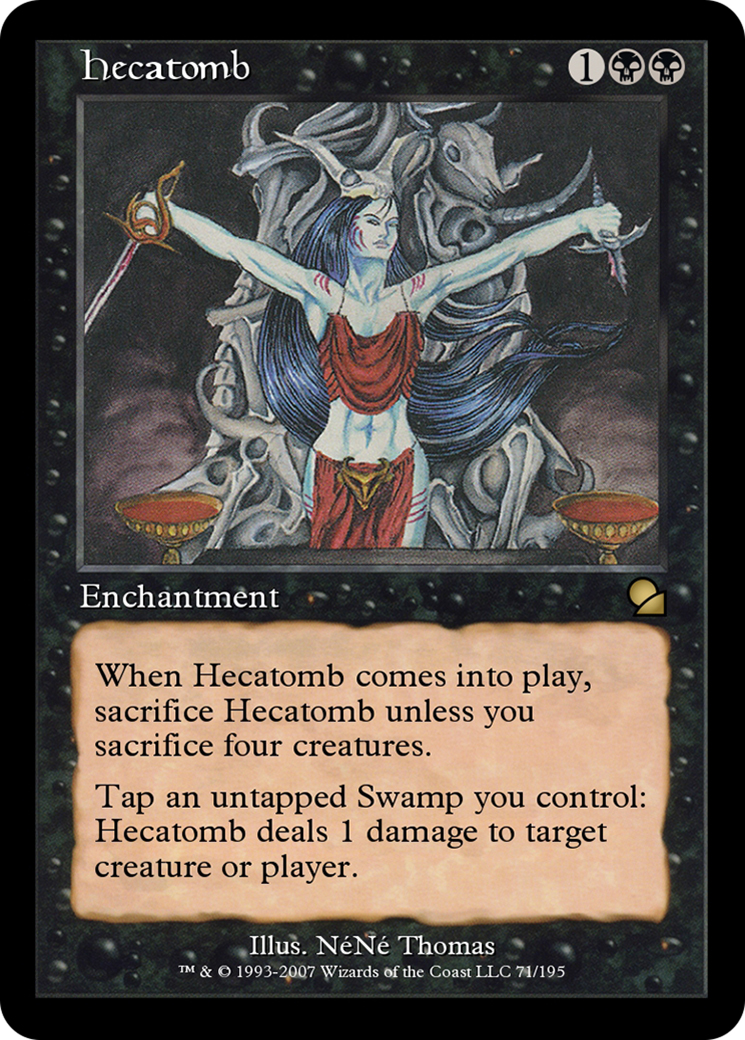 Hecatomb 1
Enchantment
When Hecatomb comes into play,
sacrifice Hecatomb unless you
sacrifice four creatures.
Tap an untapped Swamp you control:
Hecatomb deals 1 damage to target
creature or player.
Illus. NéNé Thomas
™ & © 1993-2007 Wizards of the Coast LLC 71/195